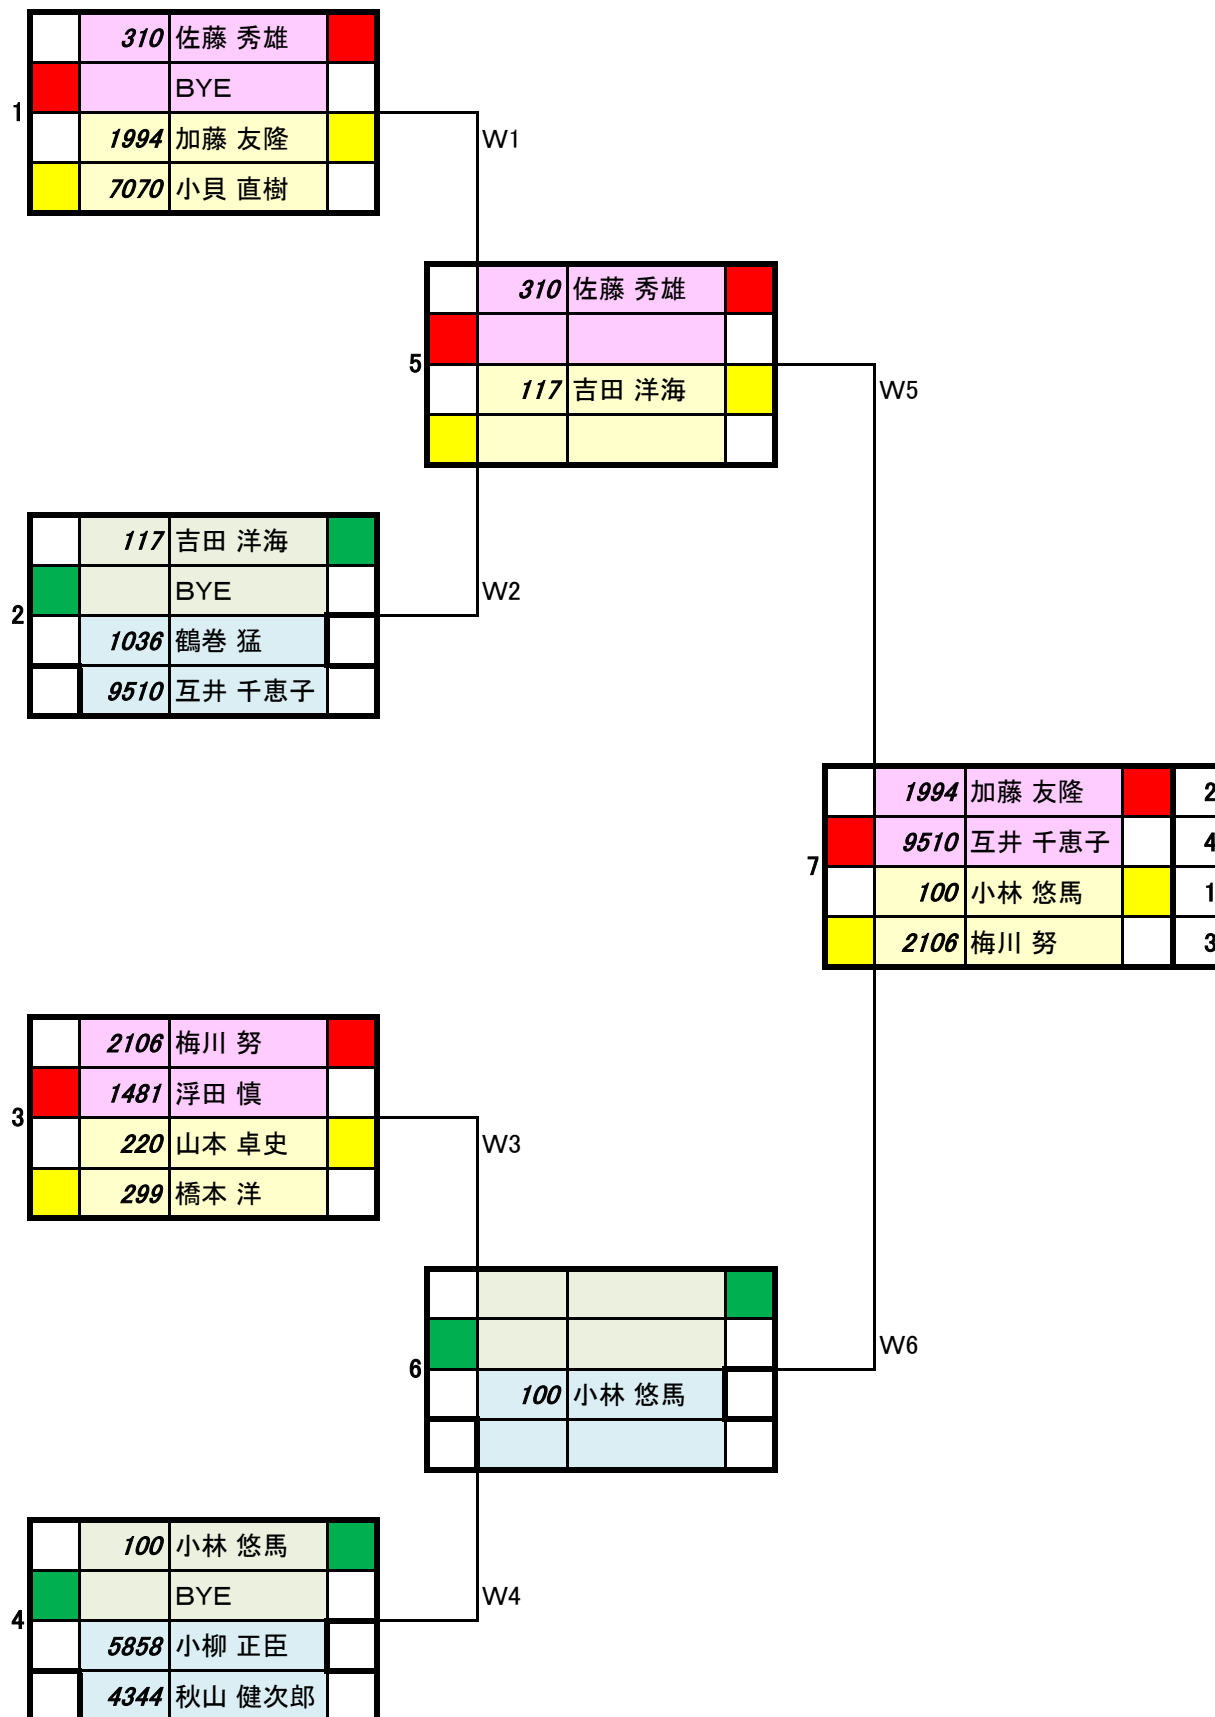 310 佐藤 秀雄
BYE
1
1994 加藤 友隆
W1
7070 小貝 直樹
310 佐藤 秀雄
5
117 吉田 洋海
W5
117 吉田 洋海
BYE
W2
2
1036 鶴巻 猛
9510 互井 千恵子
1994 加藤 友隆 2
9510 互井 千恵子 4
7
100 小林 悠馬 1
2106 梅川 努 3
2106 梅川 努
1481 浮田 慎
3
220 山本 卓史
W3
299 橋本 洋
W6
6
100 小林 悠馬
100 小林 悠馬
BYE
W4
4
5858 小柳 正臣
4344 秋山 健次郎